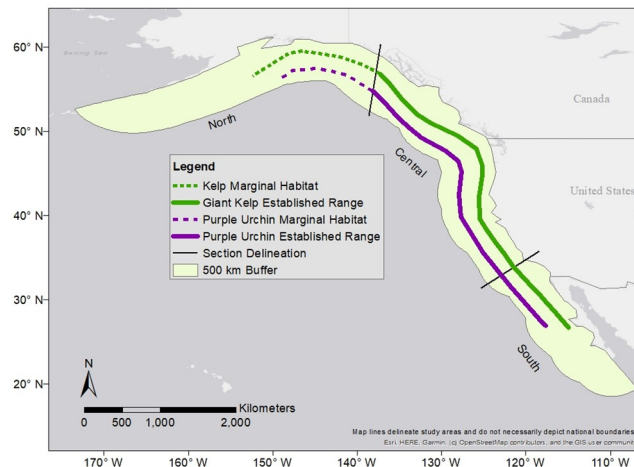 60° N
50° N
40° N
30° N
20° N
Canada
United States
North
Central
South
Legend
Kelp Marginal Habitat
Giant Kelp Established Range
Purple Urchin Marginal Habitat
Purple Urchin Established Range
Section Delineation
500 km Buffer
N
Kilometers
0 500 1,000 2,000
Map lines delineate study areas and do not necessarily depict national boundaries
Esri, HERE, Garmin, (c) OpenStreetMap contributors, and the GIS user
170° W 160° W 150° W 140° W 130° W 120° W 110° W